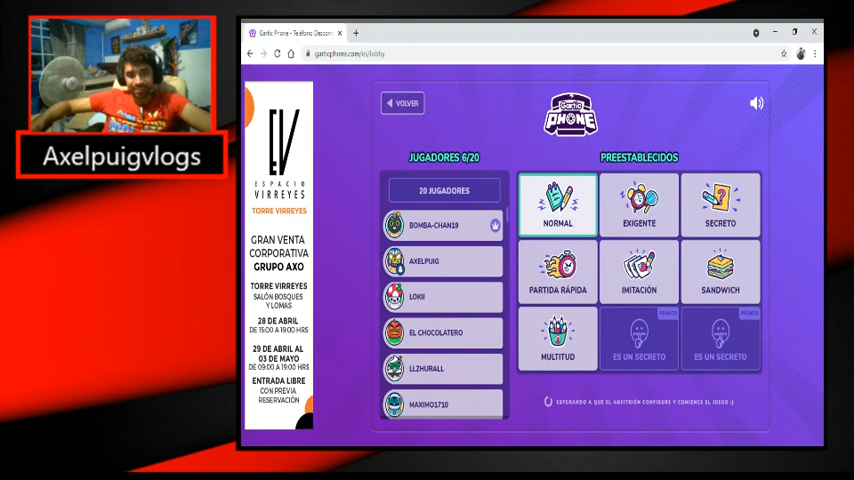 Axelpuigvlogs
Gartic Phone - Teléfono Descom
garticphone.com/es/lobby
EV
ESPACIO
VIRREYES
TORRE VIRREYES
GRAN VENTA
CORPORATIVA
GRUPO AXO
TORRE VIRREYES
SALÓN BOSQUES
Y LOMAS
28 DE ABRIL
DE 15:00 A 19:00 HRS
29 DE ABRIL AL
03 DE MAYO
DE 09:00 A 19:00 HRS
ENTRADA LIBRE
CON PREVIA
RESERVACIÓN
VOLVER
Gartic
PHONE
JUGADORES 6/20
20 JUGADORES
BOMBA-CHAN19
AXELPUIG
LOKII
EL CHOCOLATERO
LLZHURALL
MAXIMO1710
PREESTABLECIDOS
NORMAL
EXIGENTE
SECRETO
PARTIDA RÁPIDA
IMITACIÓN
SANDWICH
MULTITUD
PRONTO
ES UN SECRETO
PRONTO
ES UN SECRETO
ESPERANDO A QUE EL ANFITRIÓN CONFIGURE Y COMIENCE EL JUEGO :)